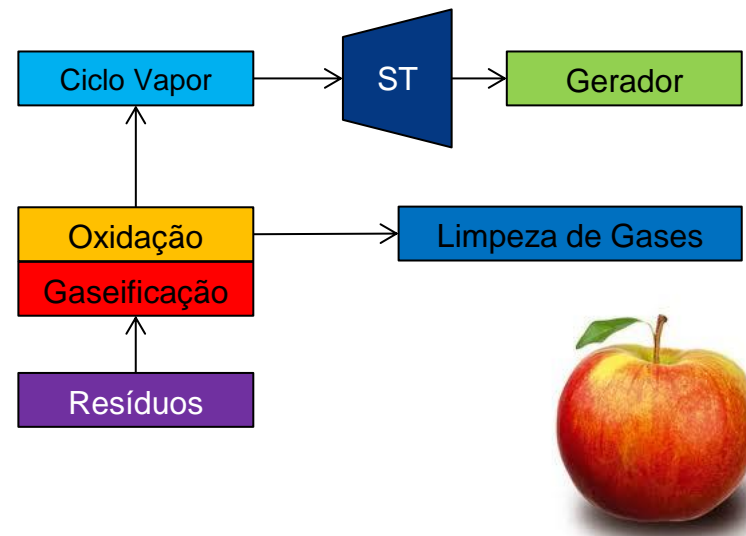 Ciclo Vapor
ST
Gerador
Oxidação
Limpeza de Gases
Gaseificação
Resíduos